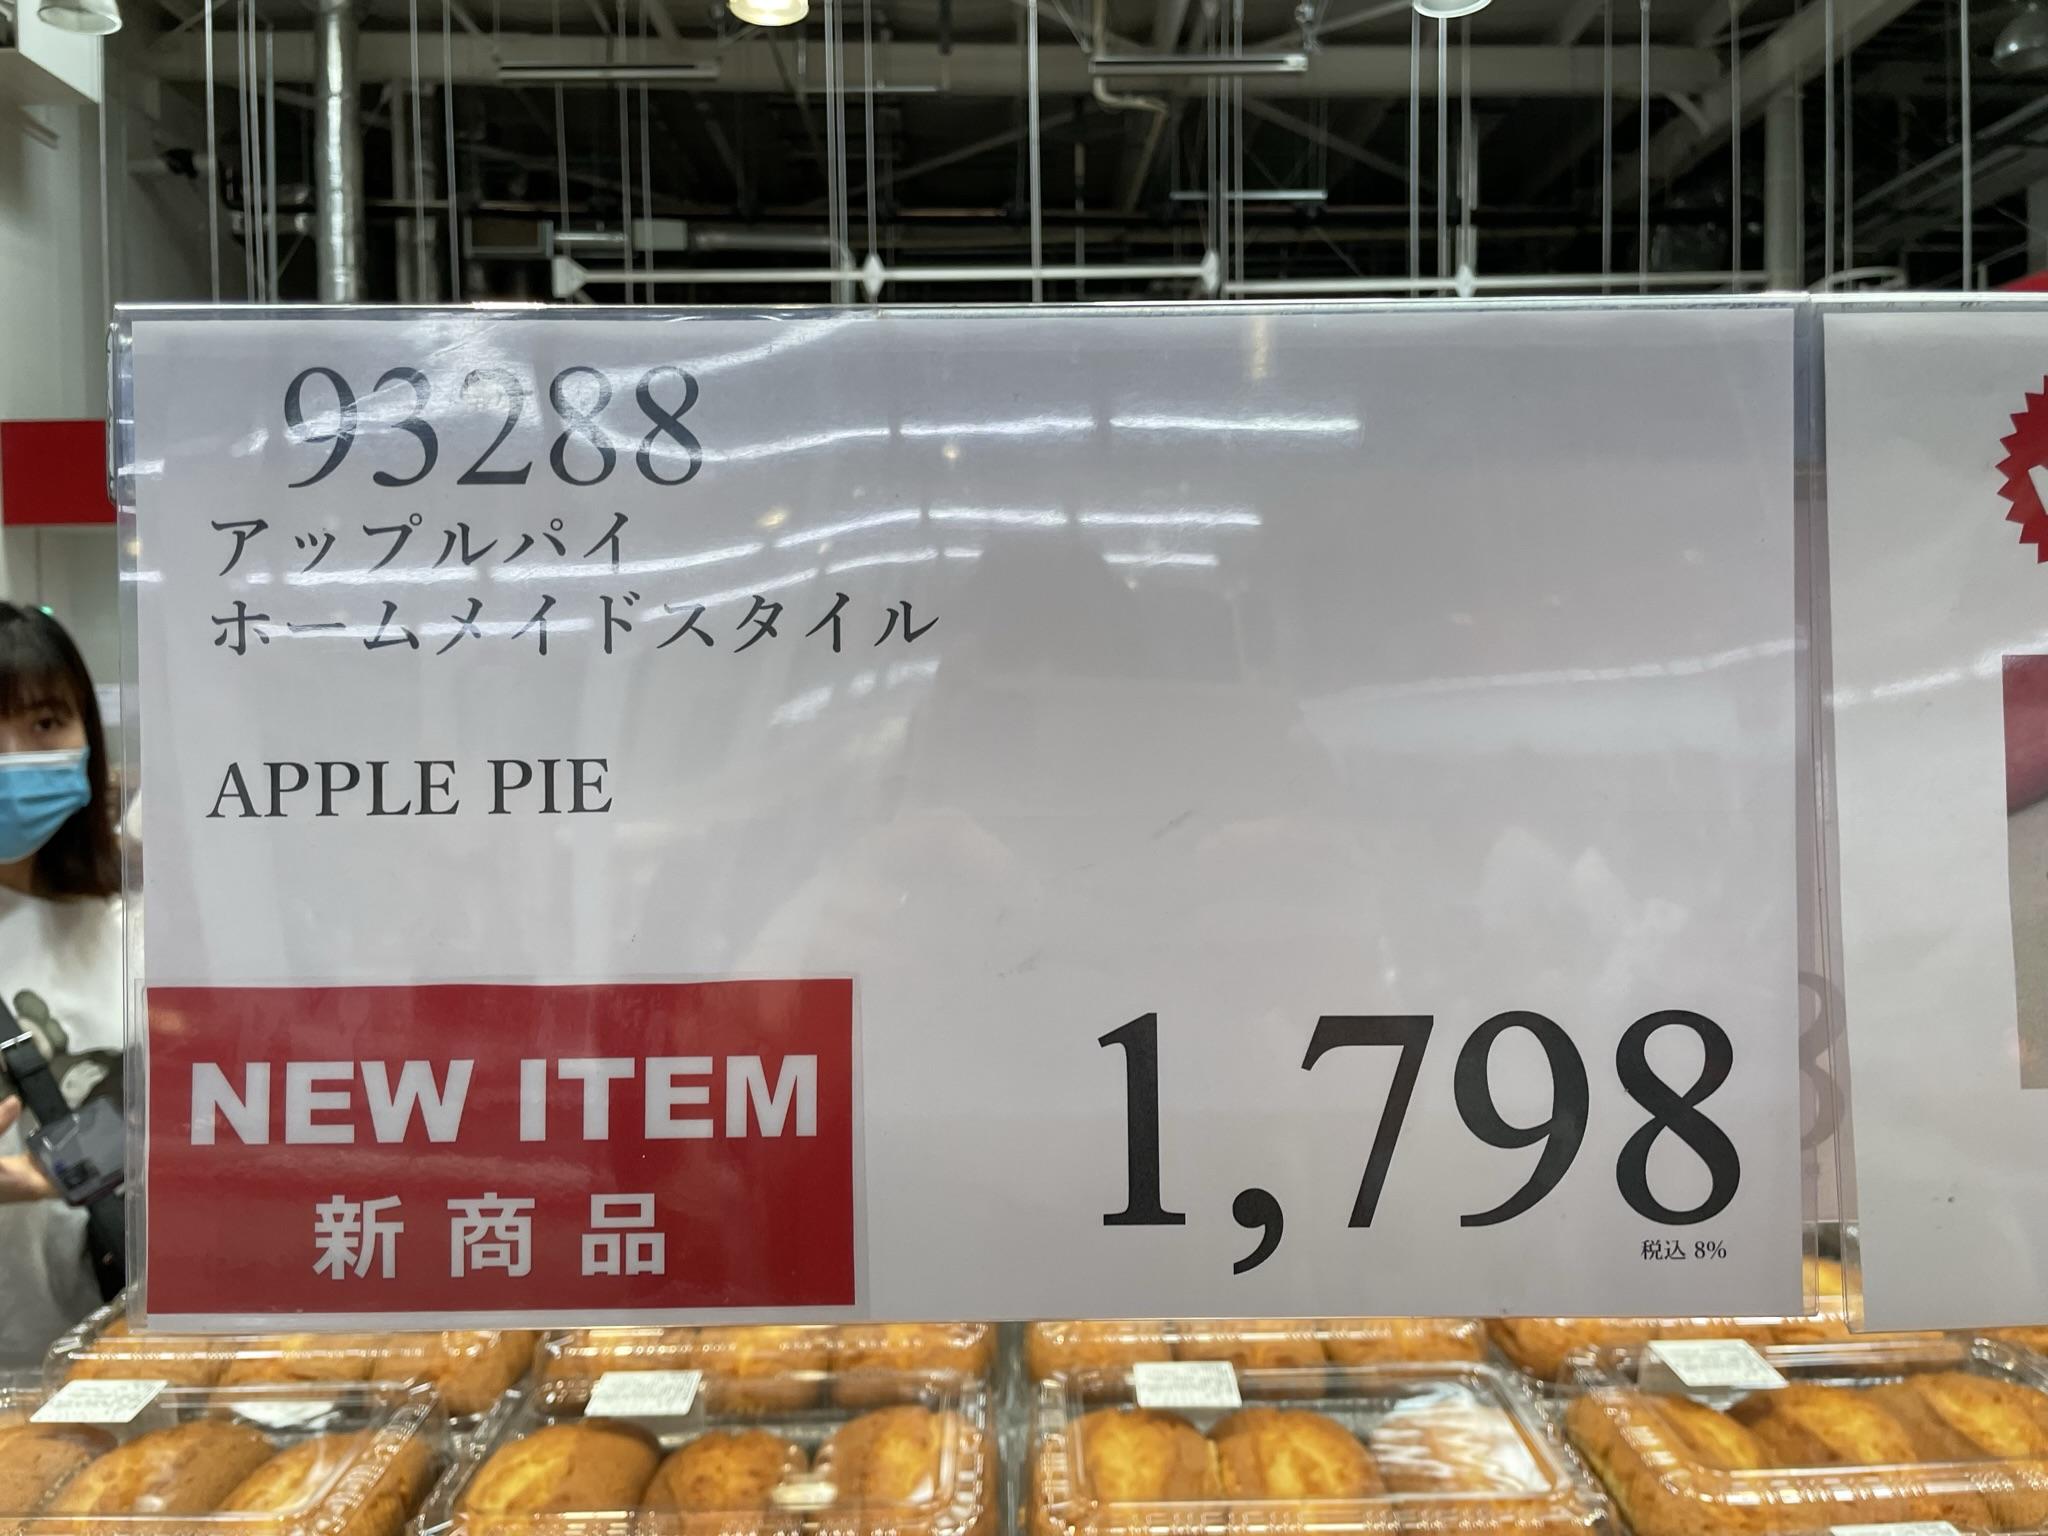 93288
アップルパイ
ホームメイドスタイル
APPLE PIE
NEW ITEM
新商品
1,798
税込 8%